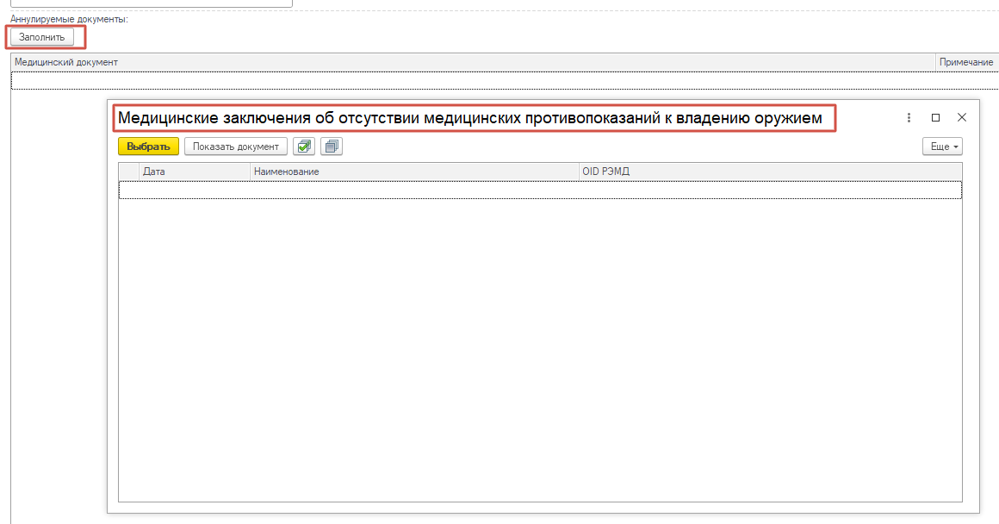 Аннулируемые документы:
Заполнить
Медицинский документ Примечание
Медицинские заключения об отсутствии медицинских противопоказаний к владению оружием
Выбрать Показать документ Еще
Дата Наименование OID РЭМД